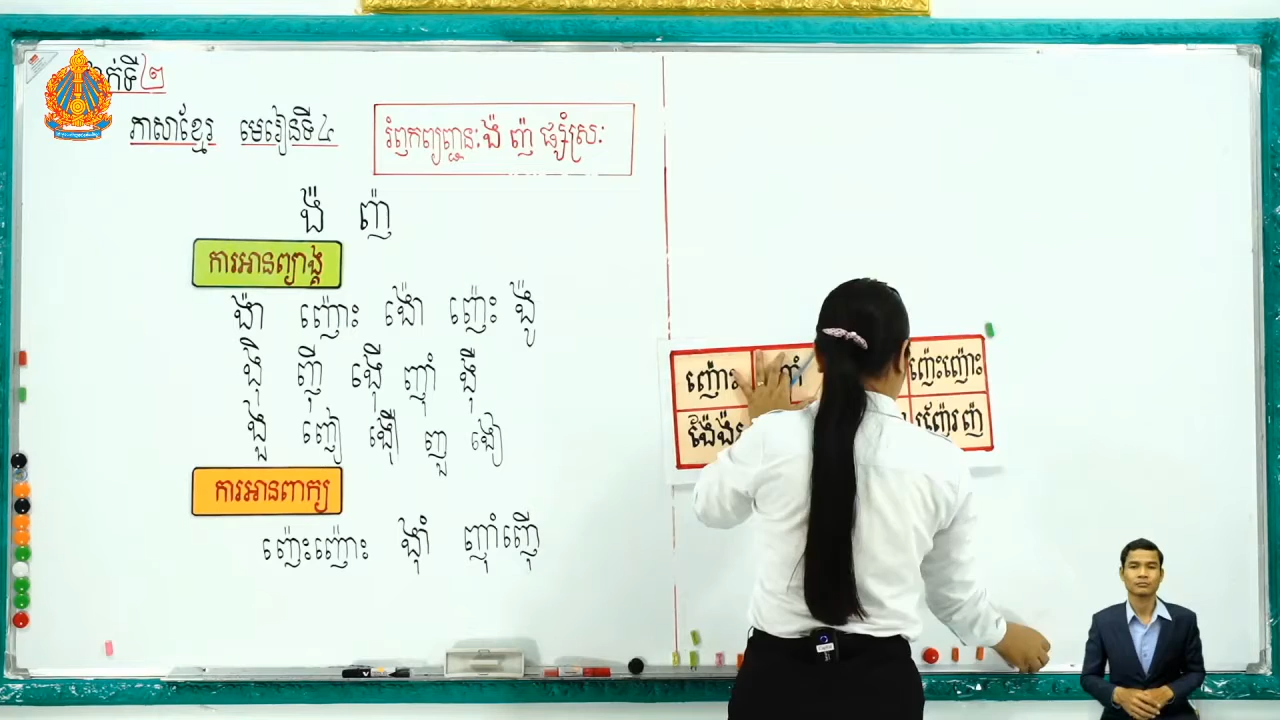 ថ្នាក់ទី២
ភាសាខ្មែរ មេរៀនទី៤
រំឭកព្យញ្ជនៈ ង៉ ញ៉ ផ្សំស្រៈ
ង៉ ញ៉
ការអានព្យាង្គ
ង៉ា ញ៉ោះ ង៉ោ ញ៉េះ ង៉ូ
ង៉ិ ញ៉ី ង៉ើ ញ៉ាំ ង៉ឺ
ង៉ួ ញៀ ង៉ឿ ញួ ងៀ
ការអានពាក្យ
ញ៉េះញ៉ោះ ង៉ាំ ញ៉ាំញ៉ើ
ញ៉ោះ ញ៉េះញ៉ោះ